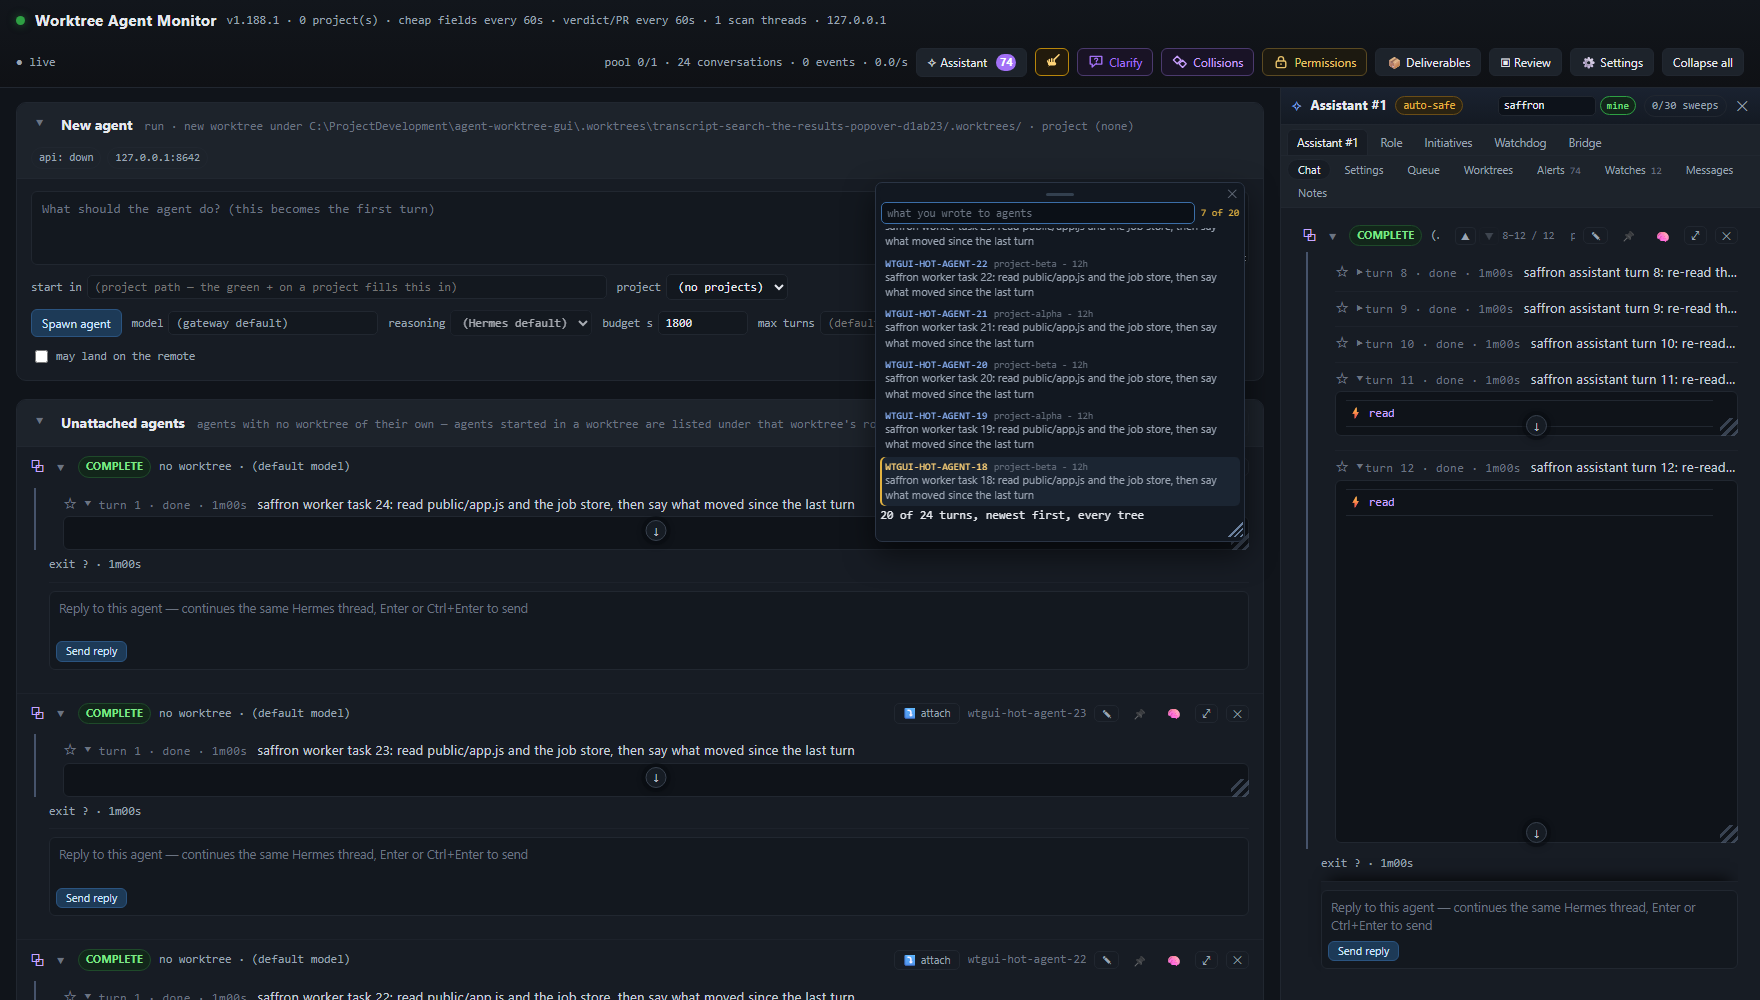 Worktree Agent Monitor v1.188.1 · 0 project(s) · cheap fields every 60s · verdict/PR every 60s · 1 scan threads · 127.0.0.1
live
pool 0/1 · 24 conversations · 0 events · 0.0/s
Assistant 74
Clarify
Collisions
Permissions
Deliverables
Review
Settings
Collapse all
New agent run · new worktree under C:\ProjectDevelopment\agent-worktree-gui\.worktrees\transcript-search-the-results-popover-d1ab23/.worktrees/ · project (none)
api: down 127.0.0.1:8642
What should the agent do? (this becomes the first turn)
start in (project path — the green + on a project fills this in) project (no projects)
Spawn agent model (gateway default) reasoning (Hermes default) budget s 1800 max turns
may land on the remote
Unattached agents agents with no worktree of their own — agents started in a worktree are listed under that worktree's
COMPLETE no worktree · (default model)
turn 1 · done · 1m00s saffron worker task 24: read public/app.js and the job store, then say what moved since the last turn
exit ? · 1m00s
Reply to this agent — continues the same Hermes thread, Enter or Ctrl+Enter to send
Send reply
COMPLETE no worktree · (default model) attach wtgui-hot-agent-23
turn 1 · done · 1m00s saffron worker task 23: read public/app.js and the job store, then say what moved since the last turn
exit ? · 1m00s
Reply to this agent — continues the same Hermes thread, Enter or Ctrl+Enter to send
Send reply
COMPLETE no worktree · (default model) attach wtgui-hot-agent-22
turn 1 · done · 1m00s saffron worker task 22: read public/app.js and the job store, then say what moved since the last turn
what you wrote to agents 7 of 20
what moved since the last turn
WTGUI-HOT-AGENT-22 project-beta - 12h
saffron worker task 22: read public/app.js and the job store, then say
what moved since the last turn
WTGUI-HOT-AGENT-21 project-alpha - 12h
saffron worker task 21: read public/app.js and the job store, then say
what moved since the last turn
WTGUI-HOT-AGENT-20 project-beta - 12h
saffron worker task 20: read public/app.js and the job store, then say
what moved since the last turn
WTGUI-HOT-AGENT-19 project-alpha - 12h
saffron worker task 19: read public/app.js and the job store, then say
what moved since the last turn
WTGUI-HOT-AGENT-18 project-beta - 12h
saffron worker task 18: read public/app.js and the job store, then say
what moved since the last turn
20 of 24 turns, newest first, every tree
Assistant #1 auto-safe saffron mine 0/30 sweeps
Assistant #1 Role Initiatives Watchdog Bridge
Chat Settings Queue Worktrees Alerts 74 Watches 12 Messages
Notes
COMPLETE 8–12 / 12
turn 8 · done · 1m00s saffron assistant turn 8: re-read th...
turn 9 · done · 1m00s saffron assistant turn 9: re-read th...
turn 10 · done · 1m00s saffron assistant turn 10: re-read...
turn 11 · done · 1m00s saffron assistant turn 11: re-read...
read
turn 12 · done · 1m00s saffron assistant turn 12: re-read...
read
exit ? · 1m00s
Reply to this agent — continues the same Hermes thread, Enter or
Ctrl+Enter to send
Send reply